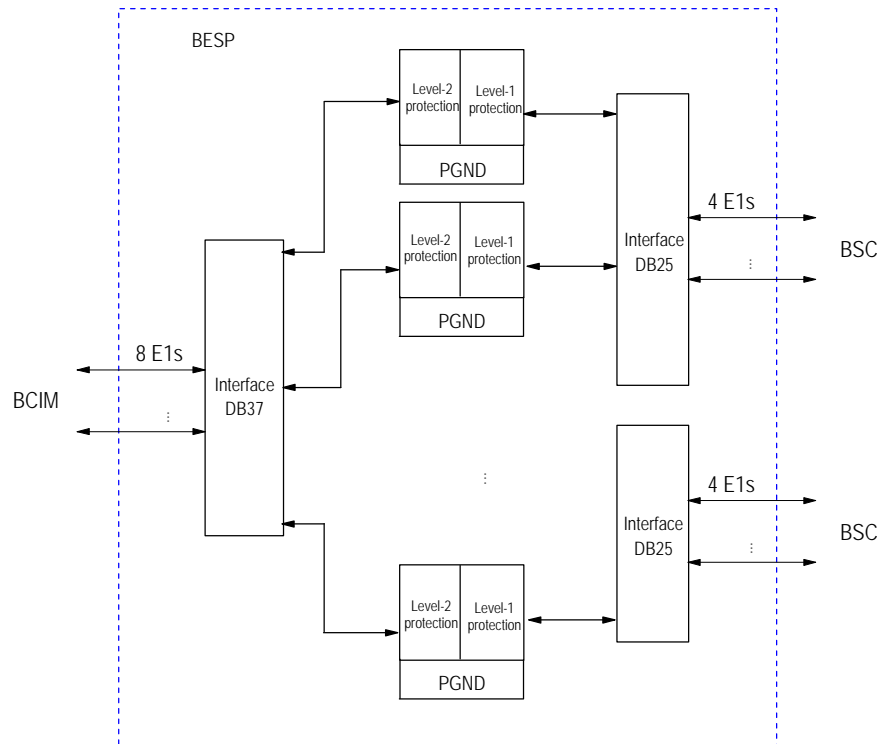 BESP
Level-2
protection
Level-1
protection
PGND
Level-2
protection
Level-1
protection
PGND
Interface
DB25
4 E1s
...
BSC
8 E1s
...
BCIM
Interface
DB37
...
Interface
DB25
4 E1s
...
BSC
Level-2
protection
Level-1
protection
PGND